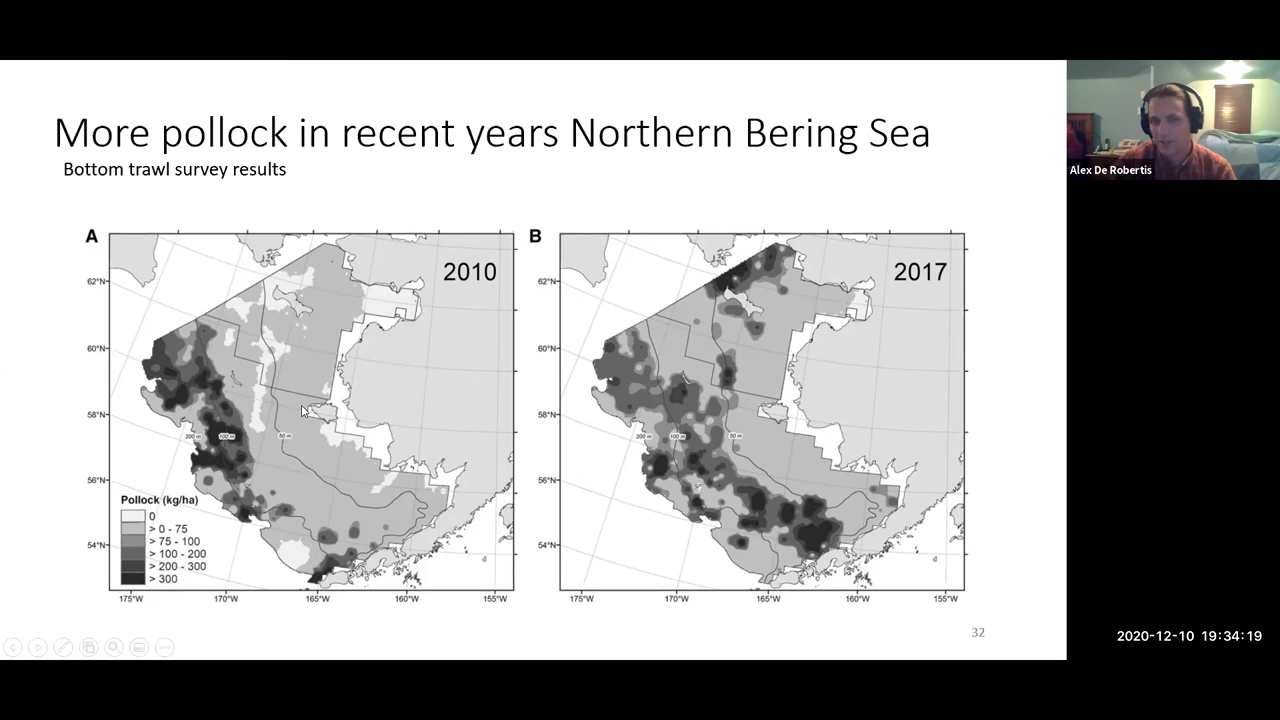 More pollock in recent years Northern Bering Sea
Bottom trawl survey results
Alex De Robertis
A
2010
62°N
60°N
58°N
56°N
54°N
200 m
100 m
50 m
Pollock (kg/ha)
0
> 0 - 75
> 75 - 100
> 100 - 200
> 200 - 300
> 300
175°W
170°W
165°W
160°W
155°W
B
2017
62°N
60°N
58°N
56°N
54°N
200 m
100 m
50 m
175°W
170°W
165°W
160°W
155°W
32
2020-12-10 19:34:19